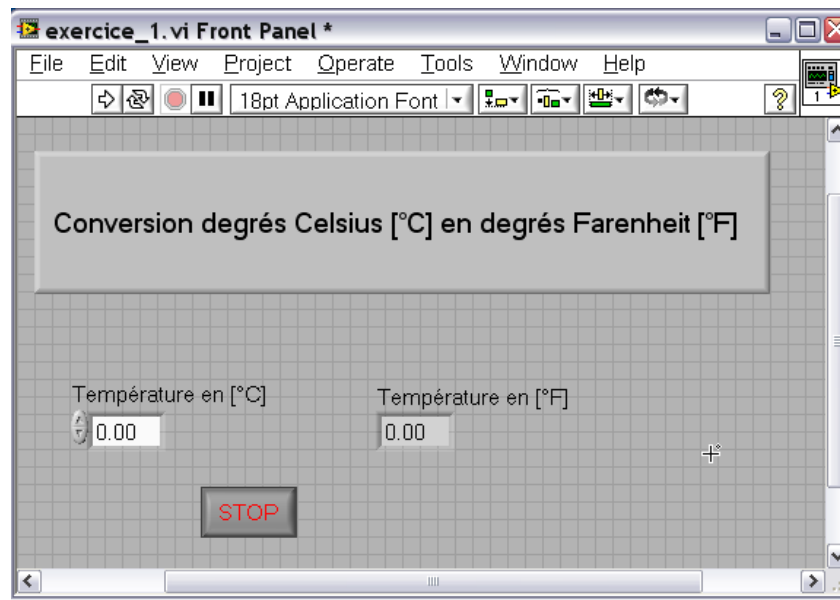 exercice_1.vi Front Panel *
File Edit View Project Operate Tools Window Help
18pt Application Font ?
1
Conversion degrés Celsius [°C] en degrés Farenheit [°F]
Température en [°C] Température en [°F]
0.00 0.00
STOP